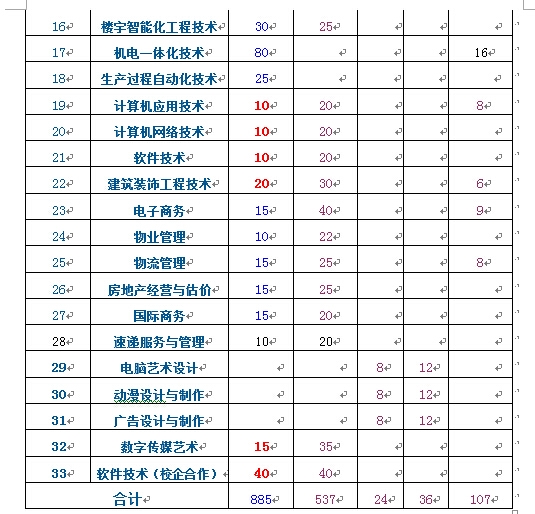 16 楼宇智能化工程技术 30 25
17 机电一体化技术 80 16
18 生产过程自动化技术 25
19 计算机应用技术 10 20 8
20 计算机网络技术 10 20
21 软件技术 10 20
22 建筑装饰工程技术 20 30 6
23 电子商务 15 40 9
24 物业管理 10 22
25 物流管理 15 25 8
26 房地产经营与估价 15 25
27 国际商务 15 20
28 速递服务与管理 10 20
29 电脑艺术设计 8 12
30 动漫设计与制作 8 12
31 广告设计与制作 8 12
32 数字传媒艺术 15 35
33 软件技术（校企合作） 40 40
合计 885 537 24 36 107